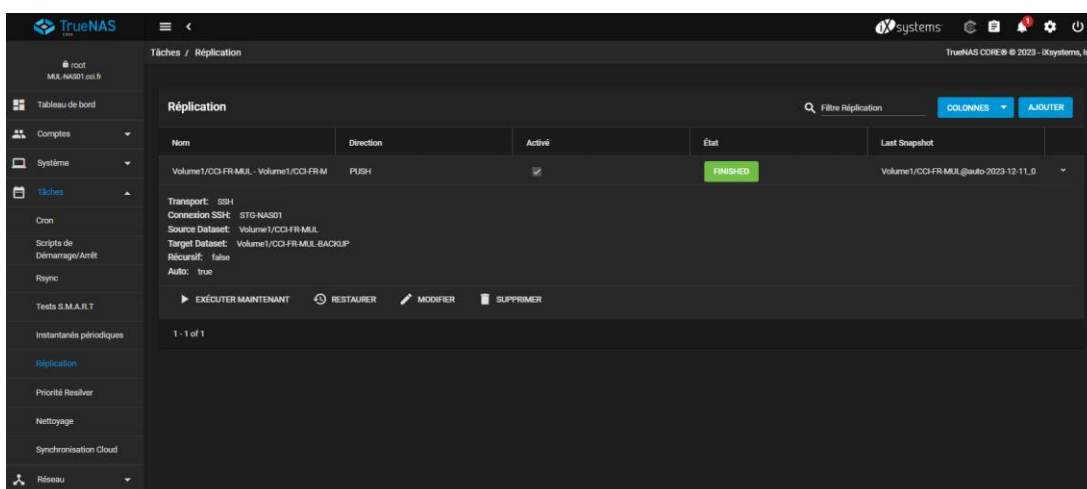 TrueNAS
CORE
systems
1
root
MUL-NAS01.cci.fr
Tâches / Réplication
TrueNAS CORE® © 2023 - iXsystems, I
Tableau de bord
Comptes
Système
Tâches
Cron
Scripts de
Démarrage/Arrêt
Rsync
Tests S.M.A.R.T
Instantanés périodiques
Réplication
Priorité Resilver
Nettoyage
Synchronisation Cloud
Réseau
Réplication
Filtre Réplication
COLONNES
AJOUTER
Nom Direction Activé État Last Snapshot
Volume1/CCI-FR-MUL - Volume1/CCI-FR-M PUSH FINISHED Volume1/CCI-FR-MUL@auto-2023-12-11_0
Transport: SSH
Connexion SSH: STG-NAS01
Source Dataset: Volume1/CCI-FR-MUL
Target Dataset: Volume1/CCI-FR-MUL-BACKUP
Récursif: false
Auto: true
EXÉCUTER MAINTENANT RESTAURER MODIFIER SUPPRIMER
1 - 1 of 1